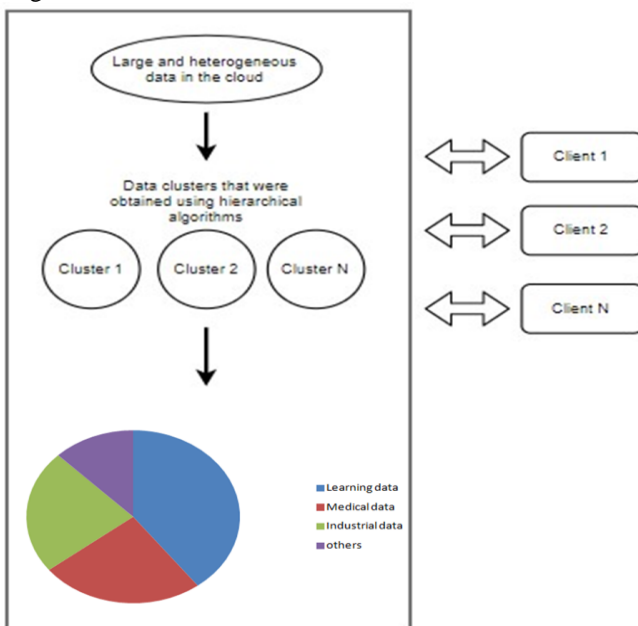 Large and heterogeneous
data in the cloud
Data clusters that were
obtained using hierarchical
algorithms
Cluster 1
Cluster 2
Cluster N
Client 1
Client 2
Client N
Learning data
Medical data
Industrial data
others